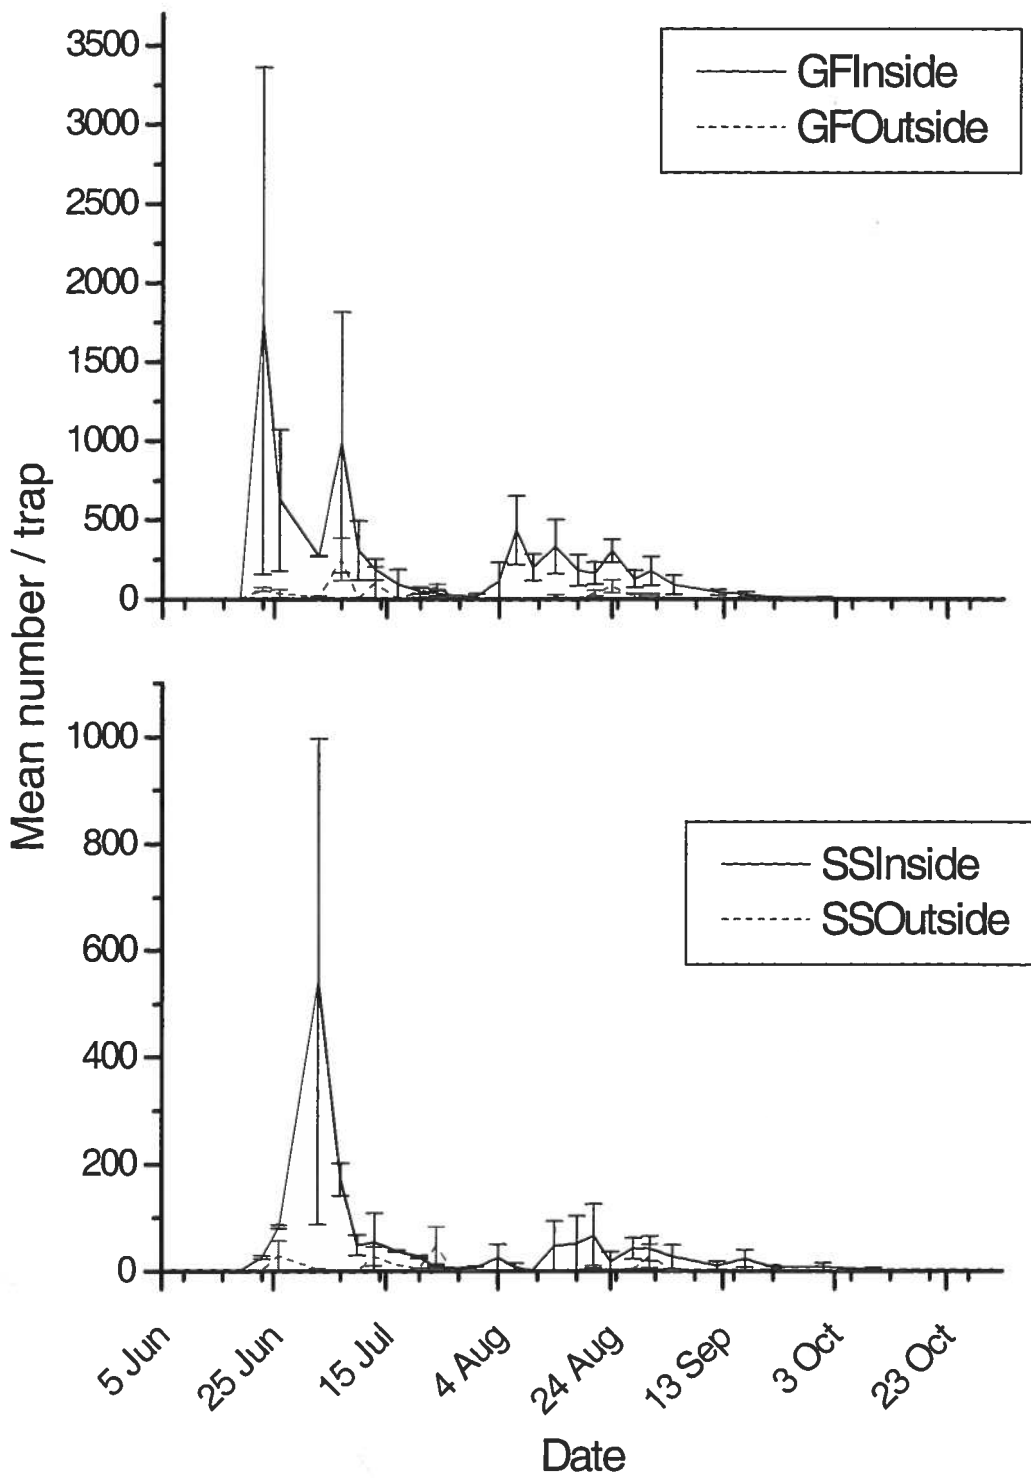 3500
3000
2500
2000
1500
1000
500
0
GFInside
GFOutside
Mean number / trap
1000
800
600
400
200
0
SSInside
SSOutside
5 Jun
25 Jun
15 Jul
4 Aug
24 Aug
13 Sep
3 Oct
23 Oct
Date